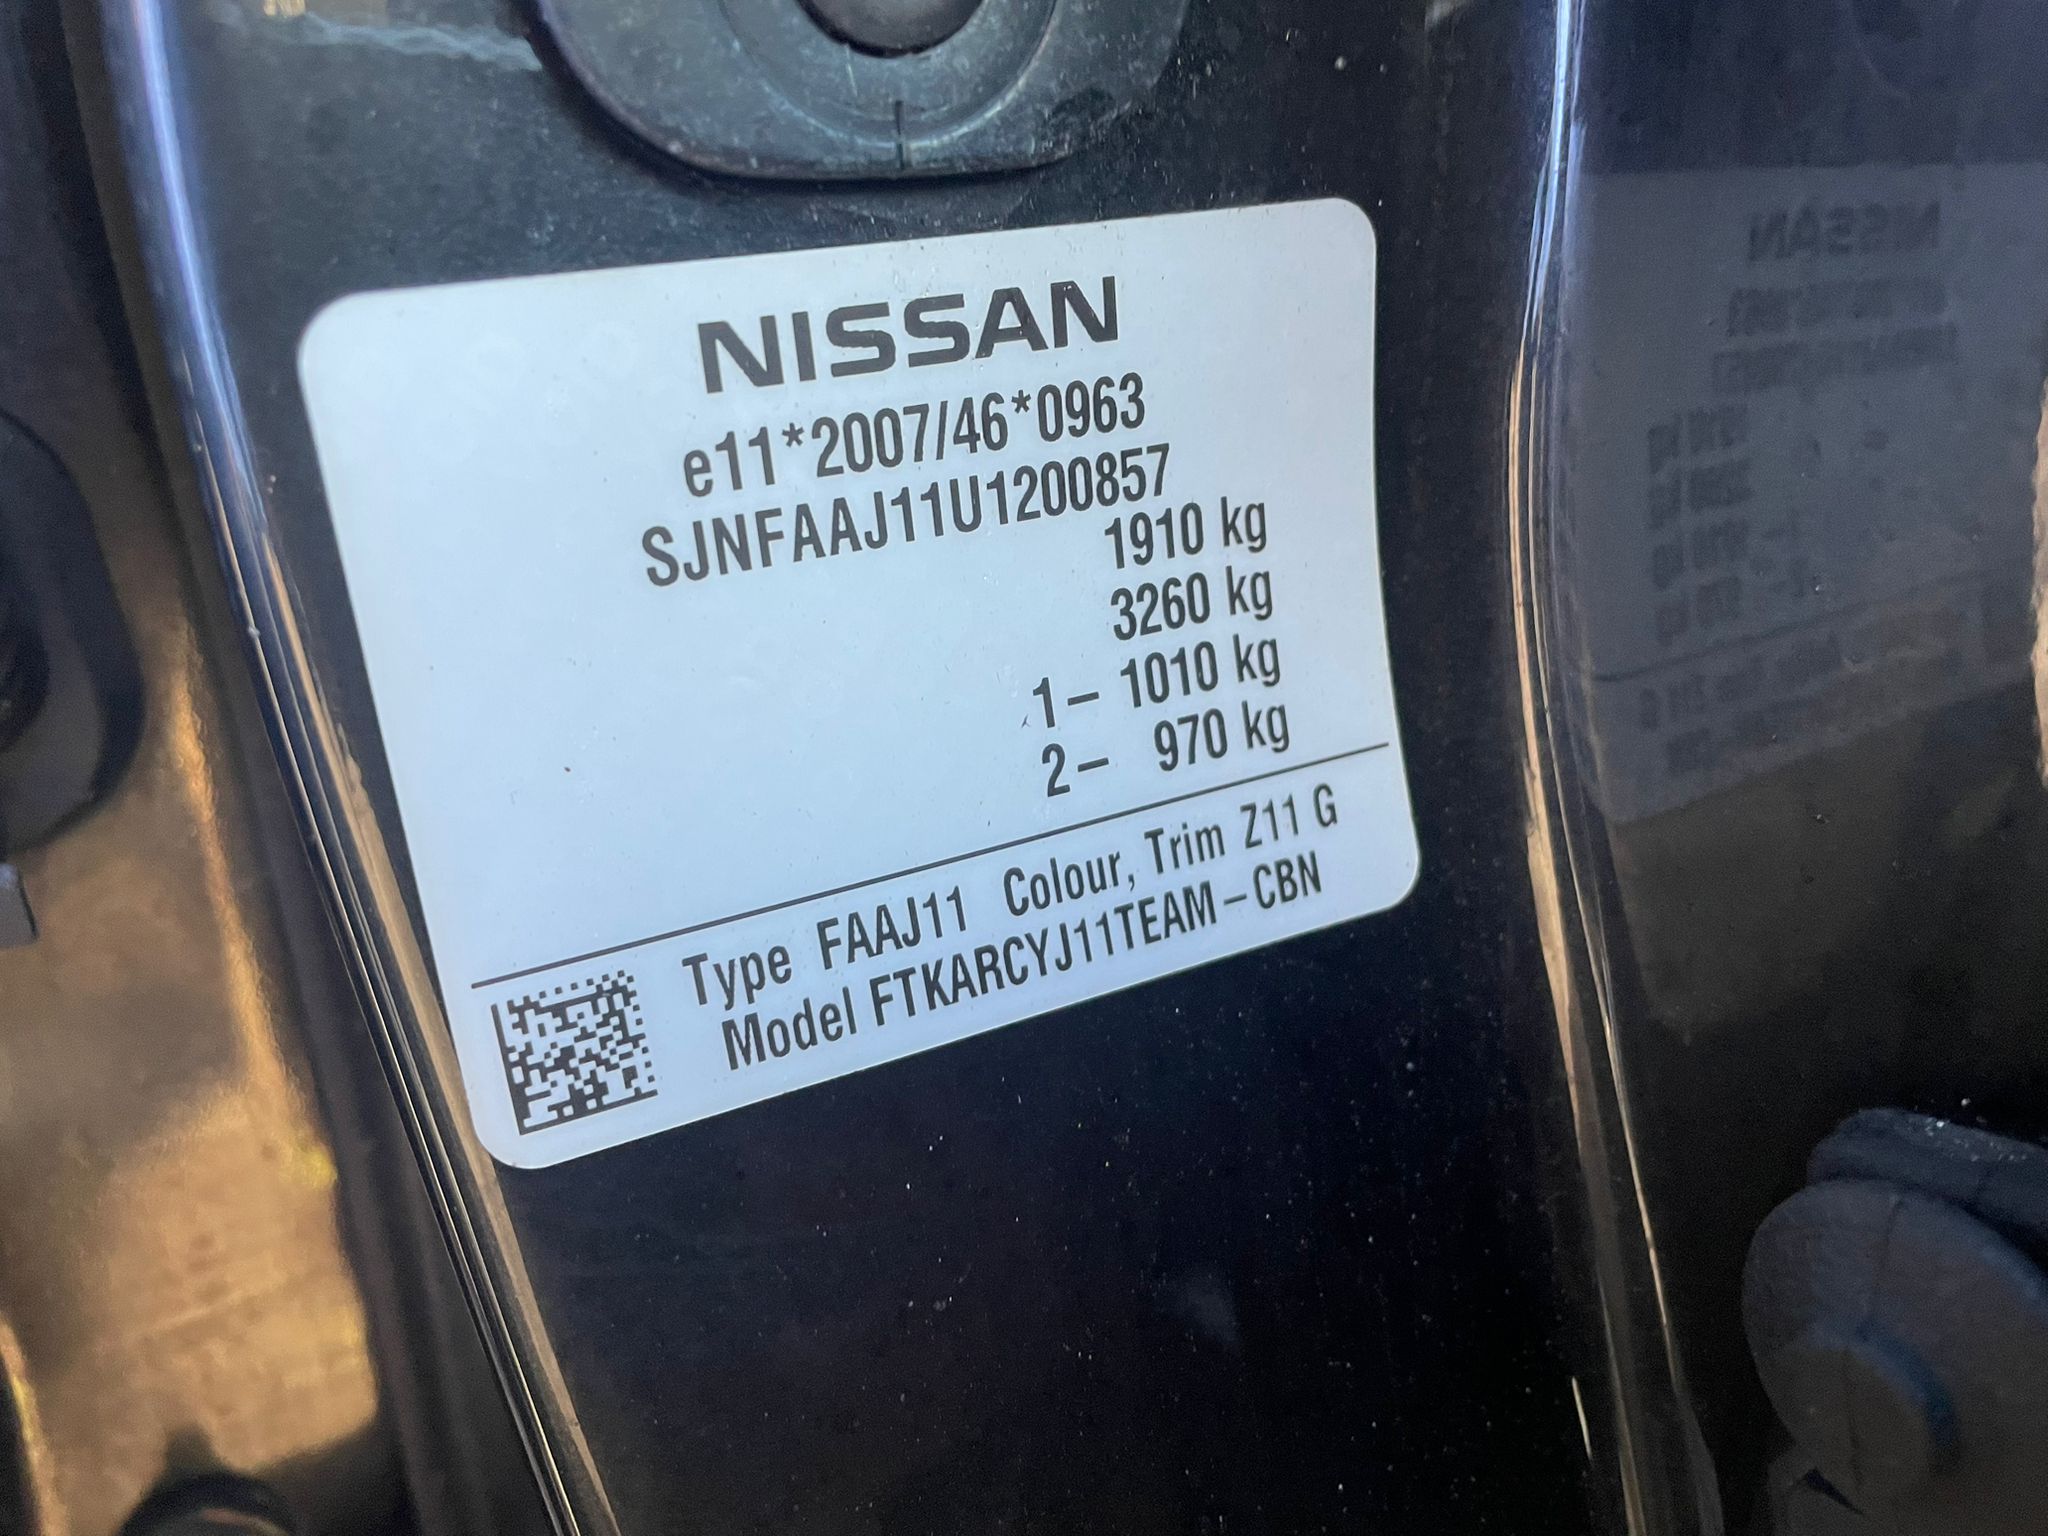 NISSAN
e11*2007/46*0963
SJNFAAJ11U1200857
1910 kg
3260 kg
1– 1010 kg
2– 970 kg
Type FAAJ11 Colour, Trim Z11 G
Model FTKARCYJ11TEAM–CBN